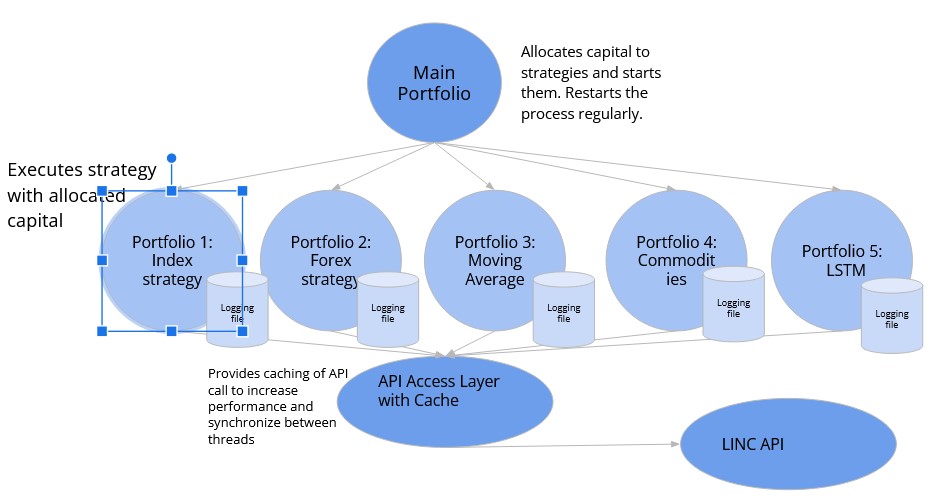 Main
Portfolio
Allocates capital to
strategies and starts
them. Restarts the
process regularly.
Executes strategy
with allocated
capital
Portfolio 1:
Index
strategy
Logging
file
Portfolio 2:
Forex
strategy
Logging
file
Portfolio 3:
Moving
Average
Logging
file
Portfolio 4:
Commodit
ies
Logging
file
Portfolio 5:
LSTM
Logging
file
Provides caching of API
call to increase
performance and
synchronize between
threads
API Access Layer
with Cache
LINC API